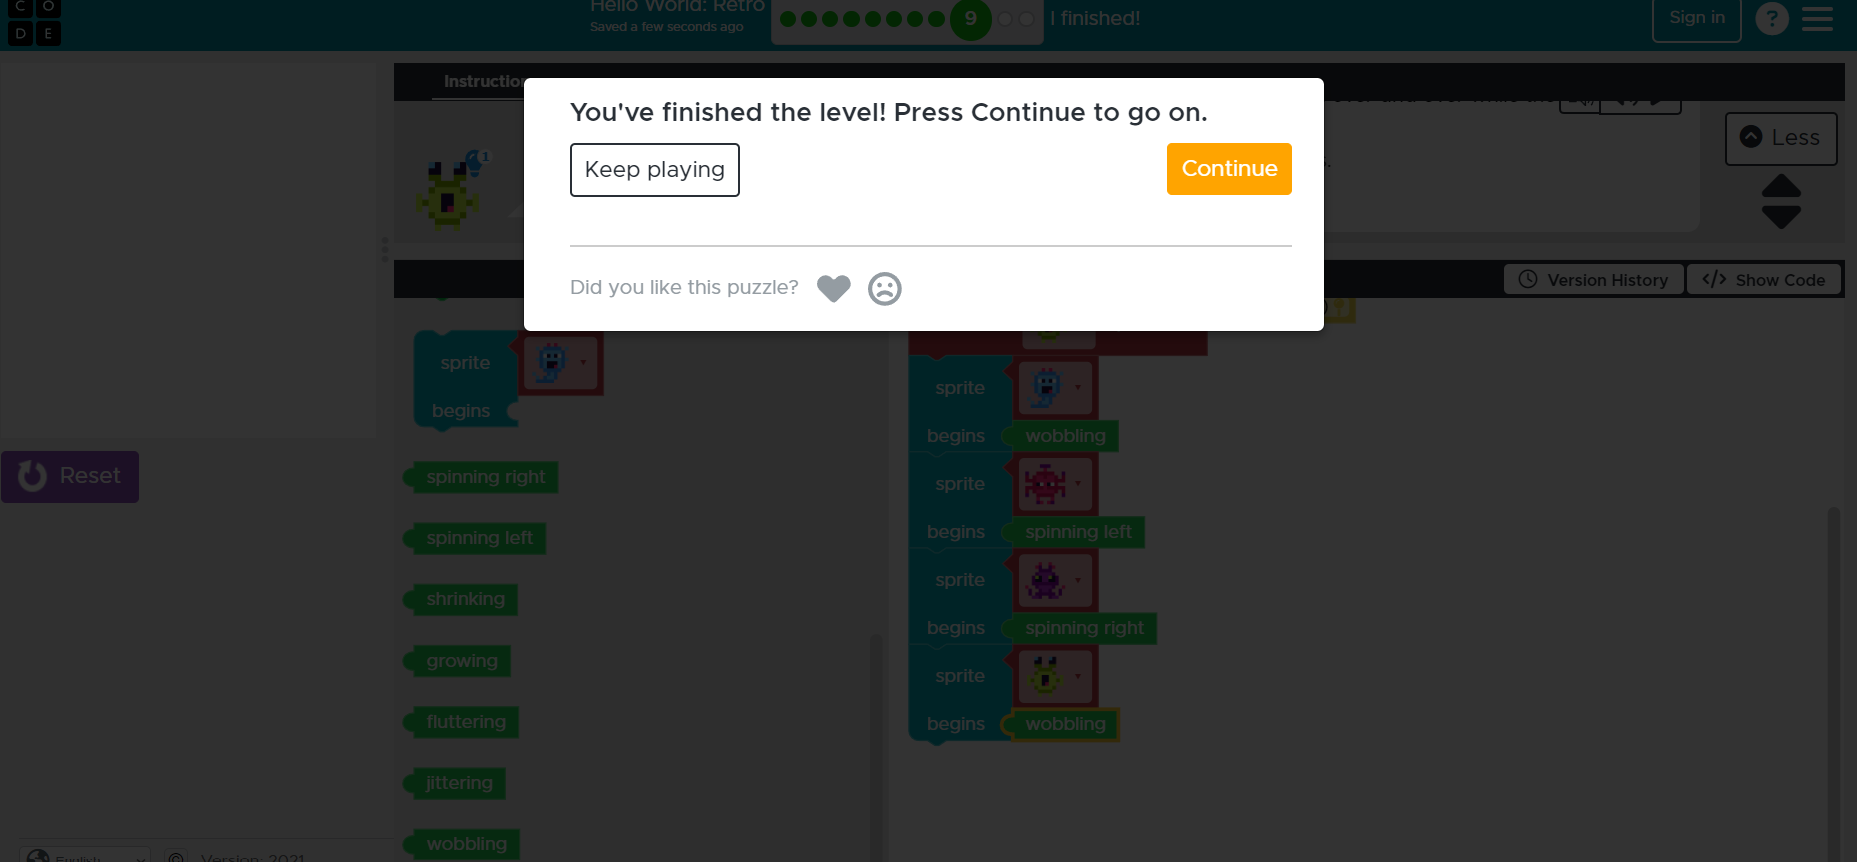 C O
D E
Hello World: Retro
Saved a few seconds ago
9
I finished!
Sign in
?
You've finished the level! Press Continue to go on.
Keep playing
Continue
Did you like this puzzle?
1
Less
Version History
</> Show Code
sprite
begins
spinning right
spinning left
shrinking
growing
fluttering
jittering
wobbling
sprite
begins wobbling
sprite
begins spinning left
sprite
begins spinning right
sprite
begins wobbling
Reset
English
© Version: 2021